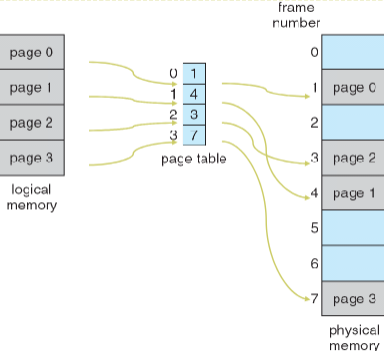 frame
number
page 0
page 1
page 2
page 3
logical
memory
0 1
1 4
2 3
3 7
page table
0
1 page 0
2
3 page 2
4 page 1
5
6
7 page 3
physical
memory